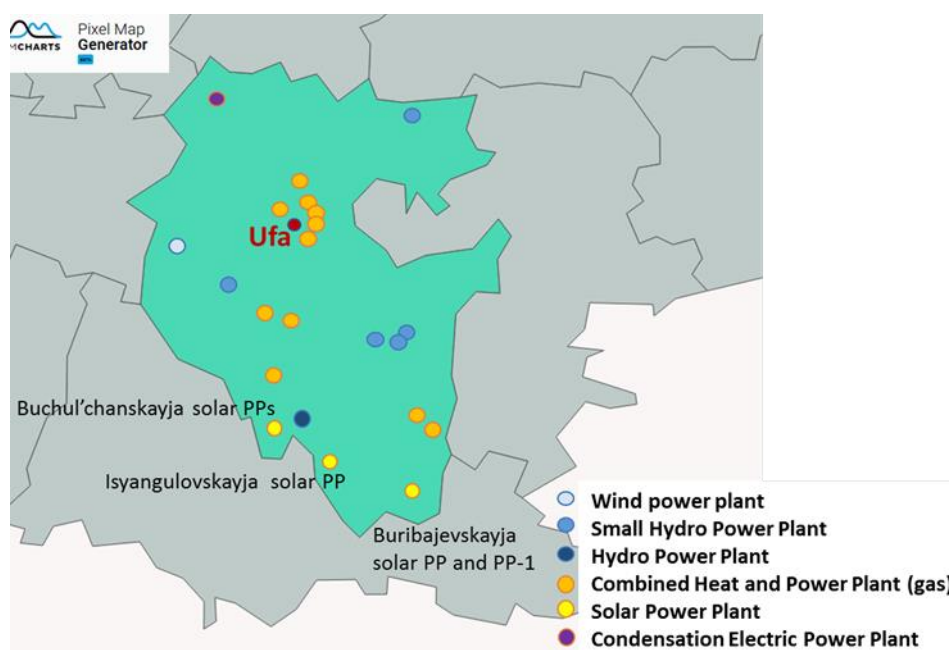 MCHARTS
Pixel Map
Generator
Ufa
Buchul'chanskayja solar PPs
Isyangulovskayja solar PP
Buribajevskayja
solar PP and PP-1
Wind power plant
Small Hydro Power Plant
Hydro Power Plant
Combined Heat and Power Plant (gas)
Solar Power Plant
Condensation Electric Power Plant